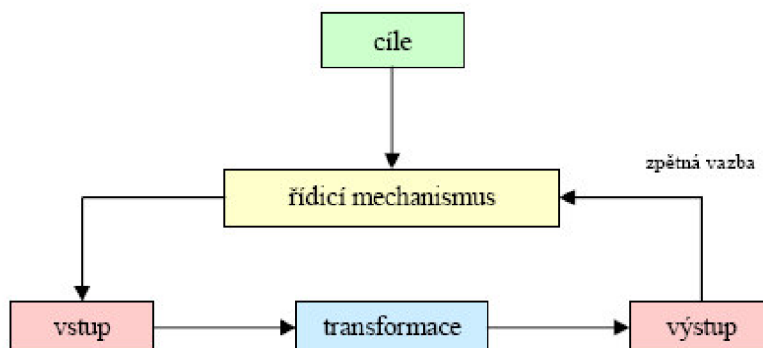 cíle
zpětná vazba
řídicí mechanismus
vstup
transformace
výstup